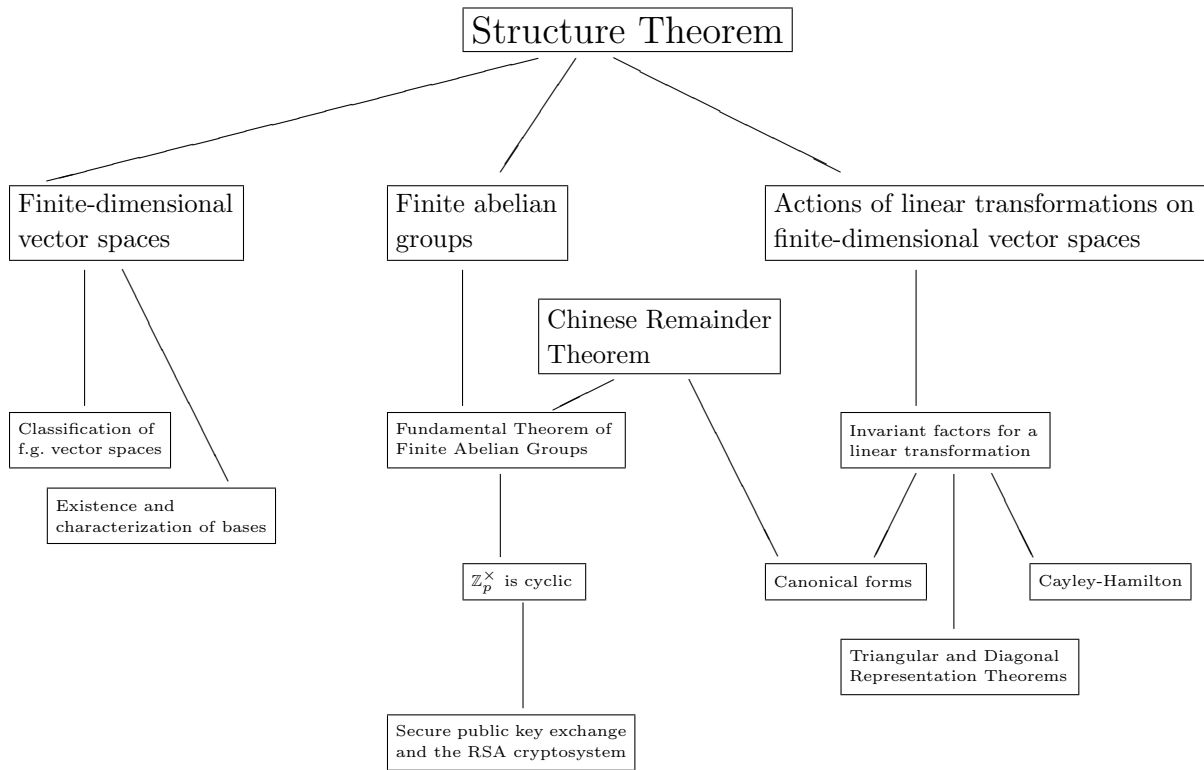 Structure Theorem
Finite-dimensional
vector spaces
Finite abelian
groups
Actions of linear transformations on
finite-dimensional vector spaces
Chinese Remainder
Theorem
Classification of
f.g. vector spaces
Fundamental Theorem of
Finite Abelian Groups
Invariant factors for a
linear transformation
Existence and
characterization of bases
ℤₚ^× is cyclic
Canonical forms
Cayley-Hamilton
Triangular and Diagonal
Representation Theorems
Secure public key exchange
and the RSA cryptosystem